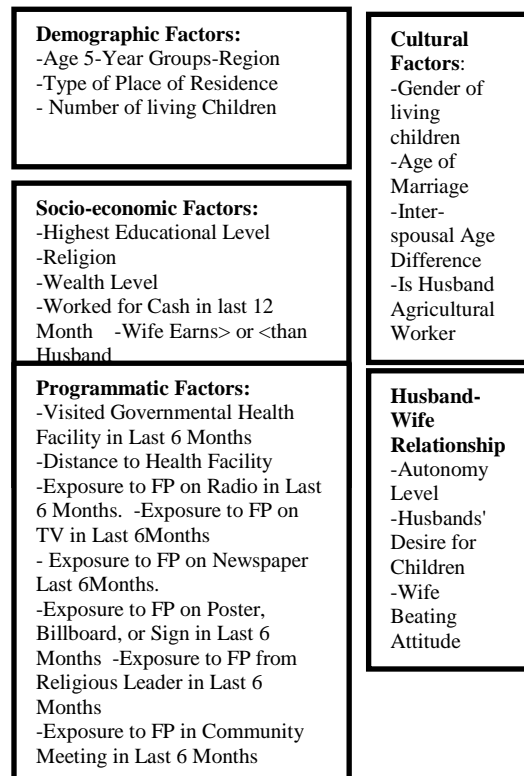 Demographic Factors:
-Age 5-Year Groups-Region
-Type of Place of Residence
- Number of living Children
Socio-economic Factors:
-Highest Educational Level
-Religion
-Wealth Level
-Worked for Cash in last 12
Month -Wife Earns> or <than
Husband
Programmatic Factors:
-Visited Governmental Health
Facility in Last 6 Months
-Distance to Health Facility
-Exposure to FP on Radio in Last
6 Months. -Exposure to FP on
TV in Last 6Months
- Exposure to FP on Newspaper
Last 6Months.
-Exposure to FP on Poster,
Billboard, or Sign in Last 6
Months -Exposure to FP from
Religious Leader in Last 6
Months
-Exposure to FP in Community
Meeting in Last 6 Months
Cultural
Factors:
-Gender of
living
children
-Age of
Marriage
-Inter-
spousal Age
Difference
-Is Husband
Agricultural
Worker
Husband-
Wife
Relationship
-Autonomy
Level
-Husbands'
Desire for
Children
-Wife
Beating
Attitude